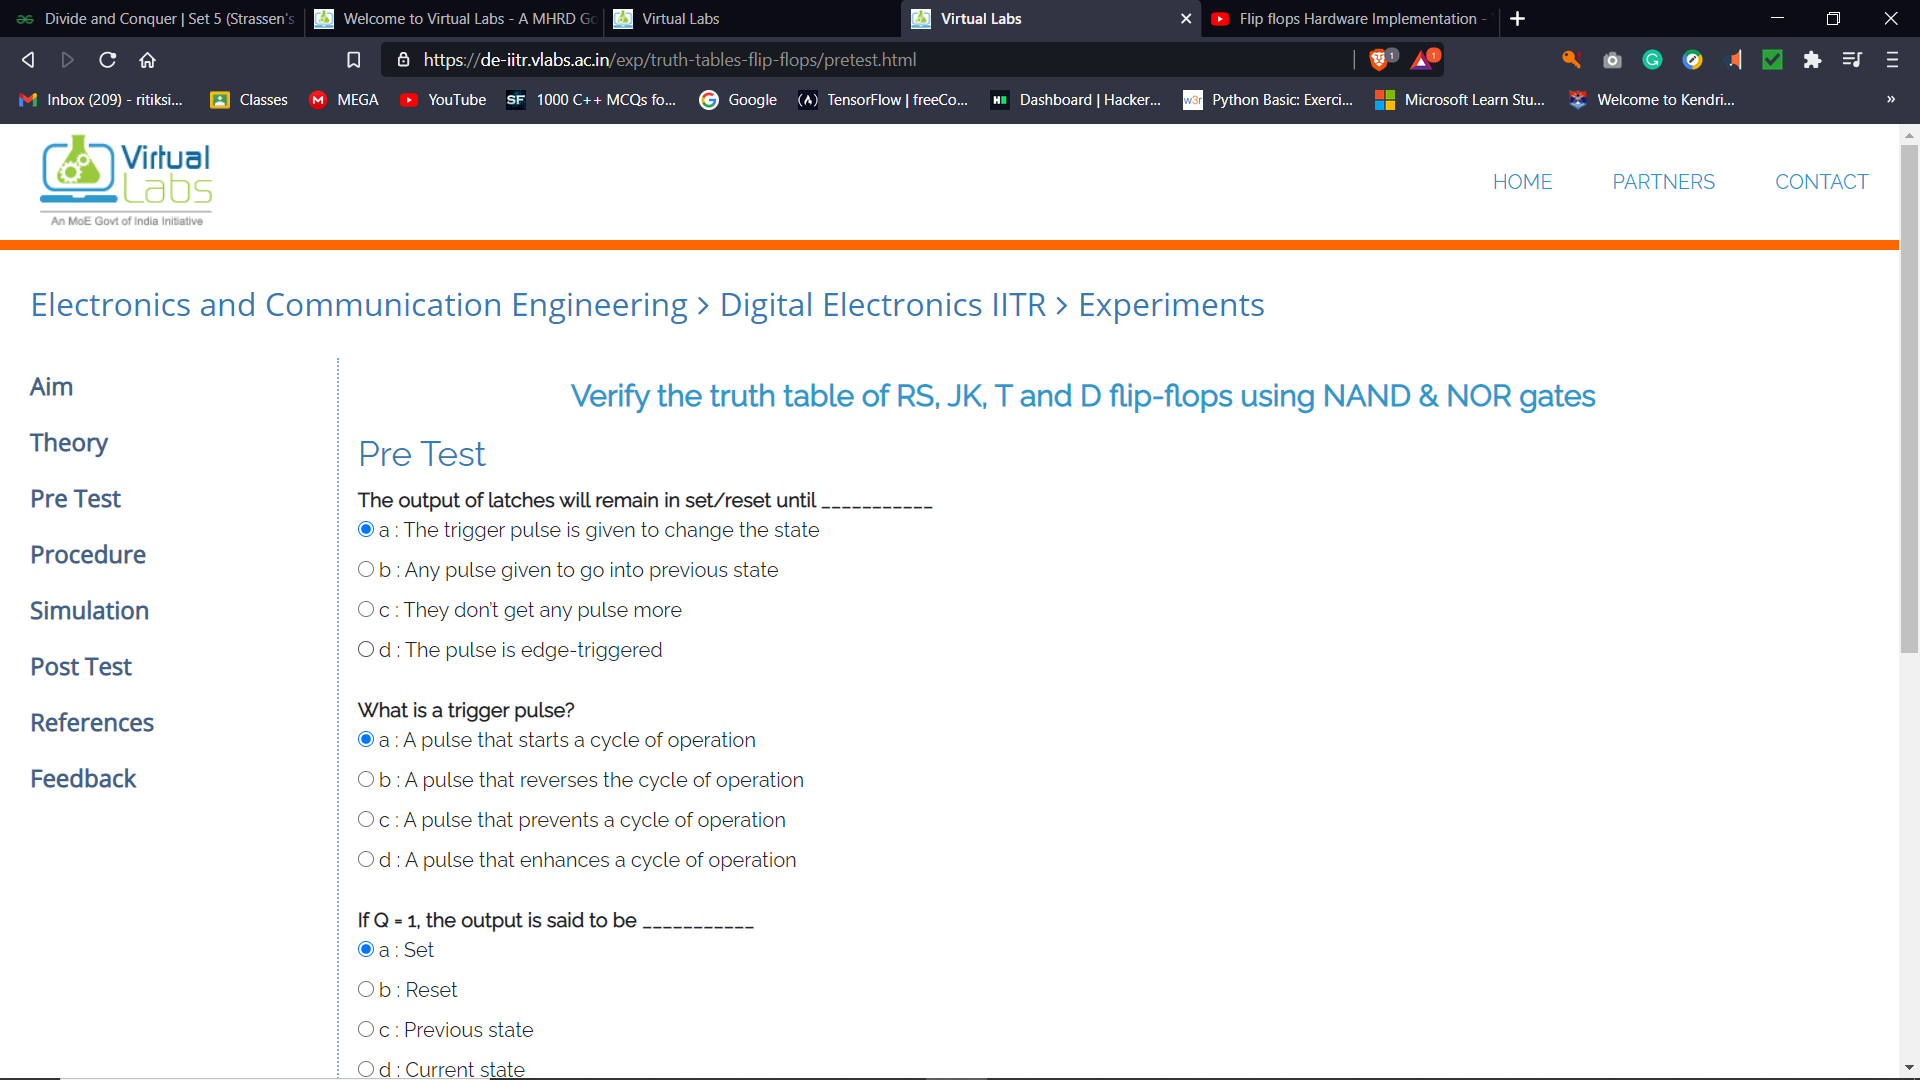 Divide and Conquer | Set 5 (Strassen's
Welcome to Virtual Labs - A MHRD Go
Virtual Labs
Virtual Labs
Flip flops Hardware Implementation -
https://de-iitr.vlabs.ac.in/exp/truth-tables-flip-flops/pretest.html
1
1
Inbox (209) - ritiksi...
Classes
MEGA
YouTube
SF 1000 C++ MCQs fo...
Google
TensorFlow | freeCo...
Dashboard | Hacker...
w3r Python Basic: Exerci...
Microsoft Learn Stu...
Welcome to Kendri...
»
Virtual
Labs
An MoE Govt of India Initiative
HOME
PARTNERS
CONTACT
Electronics and Communication Engineering > Digital Electronics IITR > Experiments
Aim
Theory
Pre Test
Procedure
Simulation
Post Test
References
Feedback
Verify the truth table of RS, JK, T and D flip-flops using NAND & NOR gates
Pre Test
The output of latches will remain in set/reset until ___________
a : The trigger pulse is given to change the state
b : Any pulse given to go into previous state
c : They don't get any pulse more
d : The pulse is edge-triggered
What is a trigger pulse?
a : A pulse that starts a cycle of operation
b : A pulse that reverses the cycle of operation
c : A pulse that prevents a cycle of operation
d : A pulse that enhances a cycle of operation
If Q = 1, the output is said to be ___________
a : Set
b : Reset
c : Previous state
d : Current state